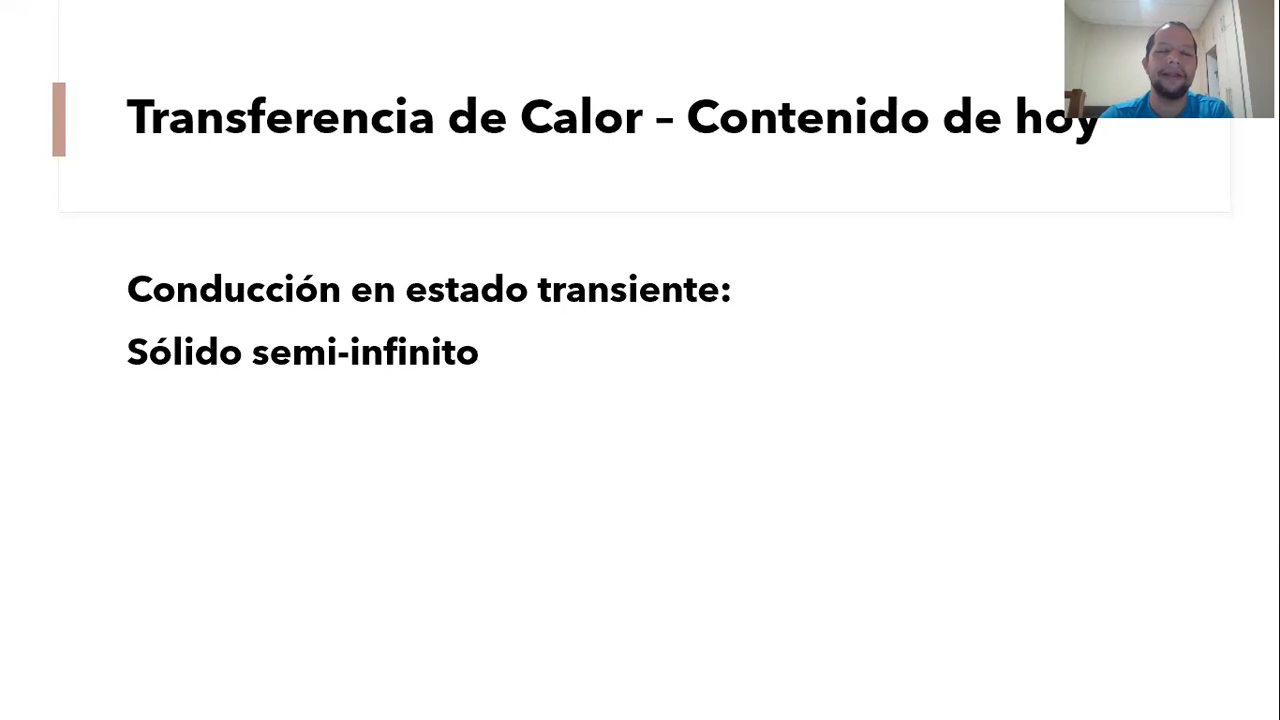 Transferencia de Calor – Contenido de hoy
Conducción en estado transiente:
Sólido semi-infinito